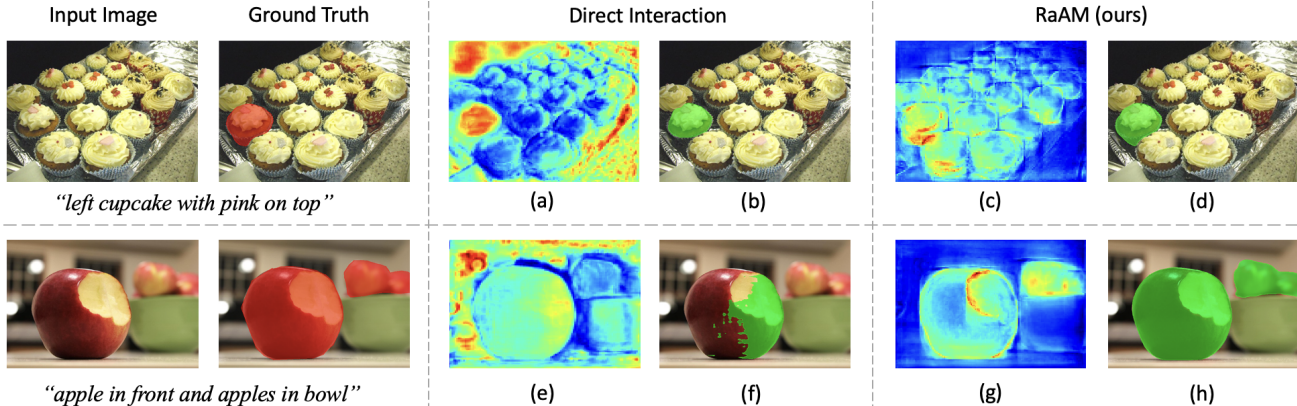 Input Image Ground Truth Direct Interaction RaAM (ours)
(a) (b) (c) (d)
“left cupcake with pink on top”
(e) (f) (g) (h)
“apple in front and apples in bowl”